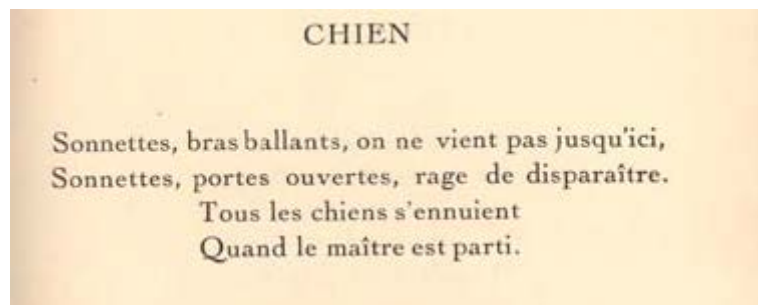 CHIEN
Sonnettes, bras ballants, on ne vient pas jusqu'ici,
Sonnettes, portes ouvertes, rage de disparaître.
Tous les chiens s'ennuient
Quand le maître est parti.